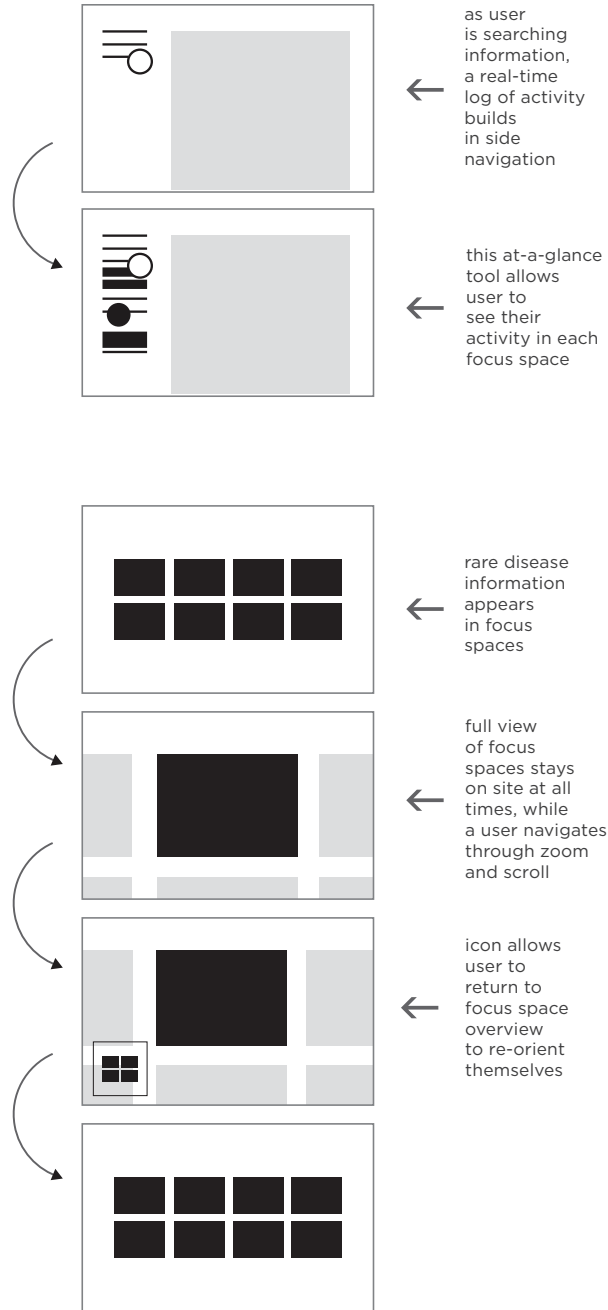 as user
is searching
information,
a real-time
log of activity
builds
in side
navigation
this at-a-glance
tool allows
user to
see their
activity in each
focus space
rare disease
information
appears
in focus
spaces
full view
of focus
spaces stays
on site at all
times, while
a user navigates
through zoom
and scroll
icon allows
user to
return to
focus space
overview
to re-orient
themselves